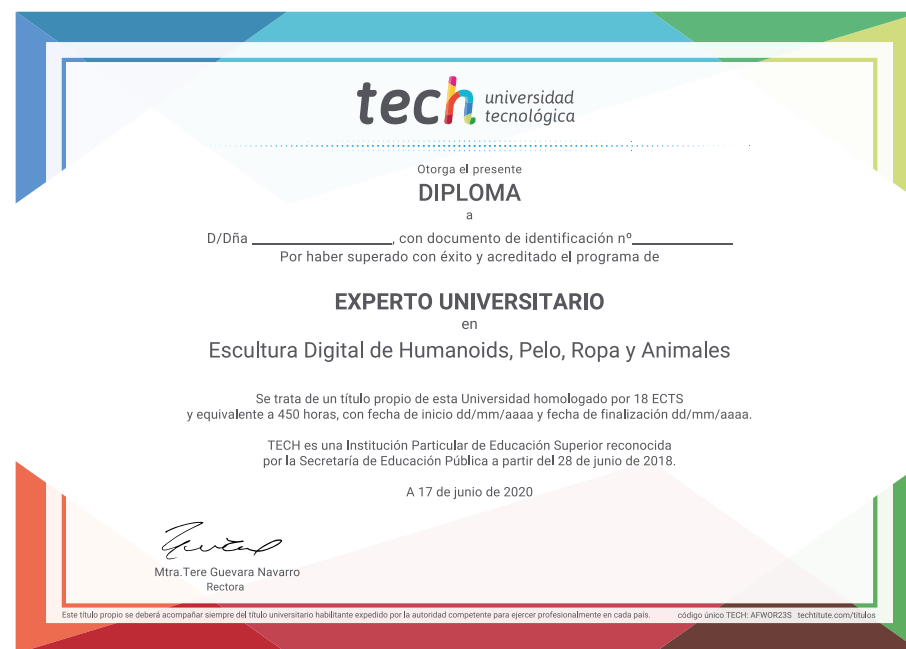 tech universidad
tecnológica
Otorga el presente
DIPLOMA
a
D/Dña ________________, con documento de identificación nº____________
Por haber superado con éxito y acreditado el programa de
EXPERTO UNIVERSITARIO
en
Escultura Digital de Humanoids, Pelo, Ropa y Animales
Se trata de un título propio de esta Universidad homologado por 18 ECTS
y equivalente a 450 horas, con fecha de inicio dd/mm/aaaa y fecha de finalización dd/mm/aaaa.
TECH es una Institución Particular de Educación Superior reconocida
por la Secretaría de Educación Pública a partir del 28 de junio de 2018.
A 17 de junio de 2020
Mtra.Tere Guevara Navarro
Rectora
Este título propio se deberá acompañar siempre del título universitario habilitante expedido por la autoridad competente para ejercer profesionalmente en cada país. código único TECH: AFWOR23S techtitute.com/titulos